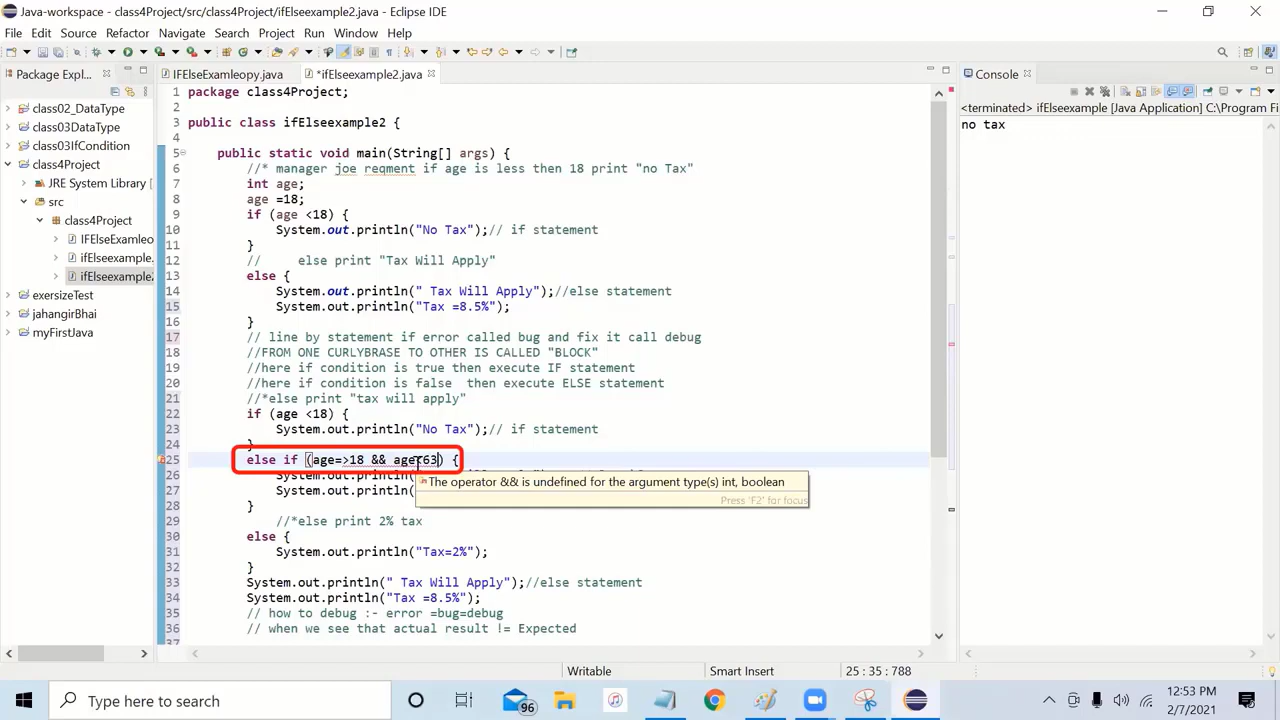 Java-workspace - class4Project/src/class4Project/ifElseexample2.java - Eclipse IDE
File Edit Source Refactor Navigate Search Project Run Window Help
Package Expl...
IFElseExamleopy.java
*ifElseexample2.java
Console
class02_DataType
class03DataType
class03IfCondition
class4Project
JRE System Library [
src
class4Project
IFElseExamleo
ifElseexample.
ifElseexample2
exersizeTest
jahangirBhai
myFirstJava
1 package class4Project;
2
3 public class ifElseexample2 {
4
5 public static void main(String[] args) {
6 //* manager joe reqment if age is less then 18 print "no Tax"
7 int age;
8 age =18;
9 if (age <18) {
10 System.out.println("No Tax");// if statement
11 }
12 // else print "Tax Will Apply"
13 else {
14 System.out.println(" Tax Will Apply");//else statement
15 System.out.println("Tax =8.5%");
16 }
17 // line by statement if error called bug and fix it call debug
18 //FROM ONE CURLYBRASE TO OTHER IS CALLED "BLOCK"
19 //here if condition is true then execute IF statement
20 //here if condition is false then execute ELSE statement
21 //*else print "tax will apply"
22 if (age <18) {
23 System.out.println("No Tax");// if statement
24 }
25 else if (age=>18 && age<63) {
26 System.out.println(
The operator && is undefined for the argument type(s) int, boolean
27 System.out.println(
Press 'F2' for focus
28 }
29 //*else print 2% tax
30 else {
31 System.out.println("Tax=2%");
32 }
33 System.out.println(" Tax Will Apply");//else statement
34 System.out.println("Tax =8.5%");
35 // how to debug :- error =bug=debug
36 // when we see that actual result != Expected
37
<terminated> ifElseexample [Java Application] C:\Program Fi
no tax
Writable
Smart Insert
25 : 35 : 788
Type here to search
96
12:53 PM
2/7/2021